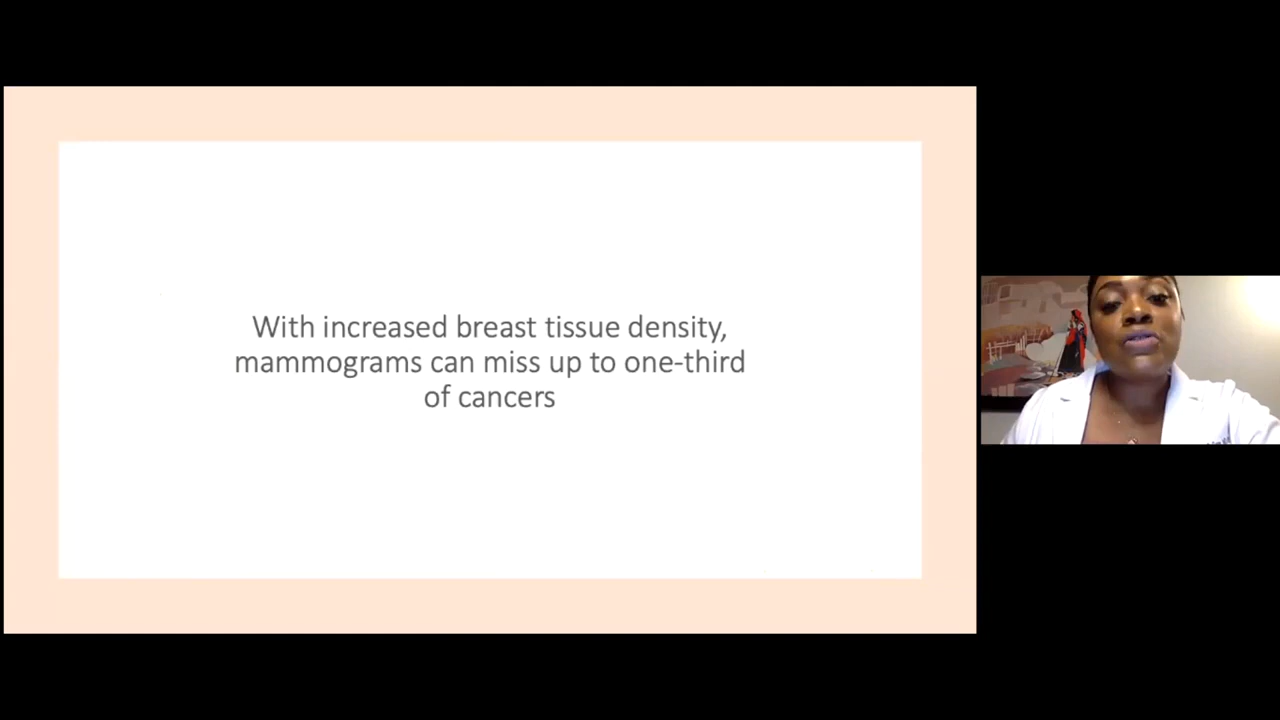 With increased breast tissue density,
mammograms can miss up to one-third
of cancers